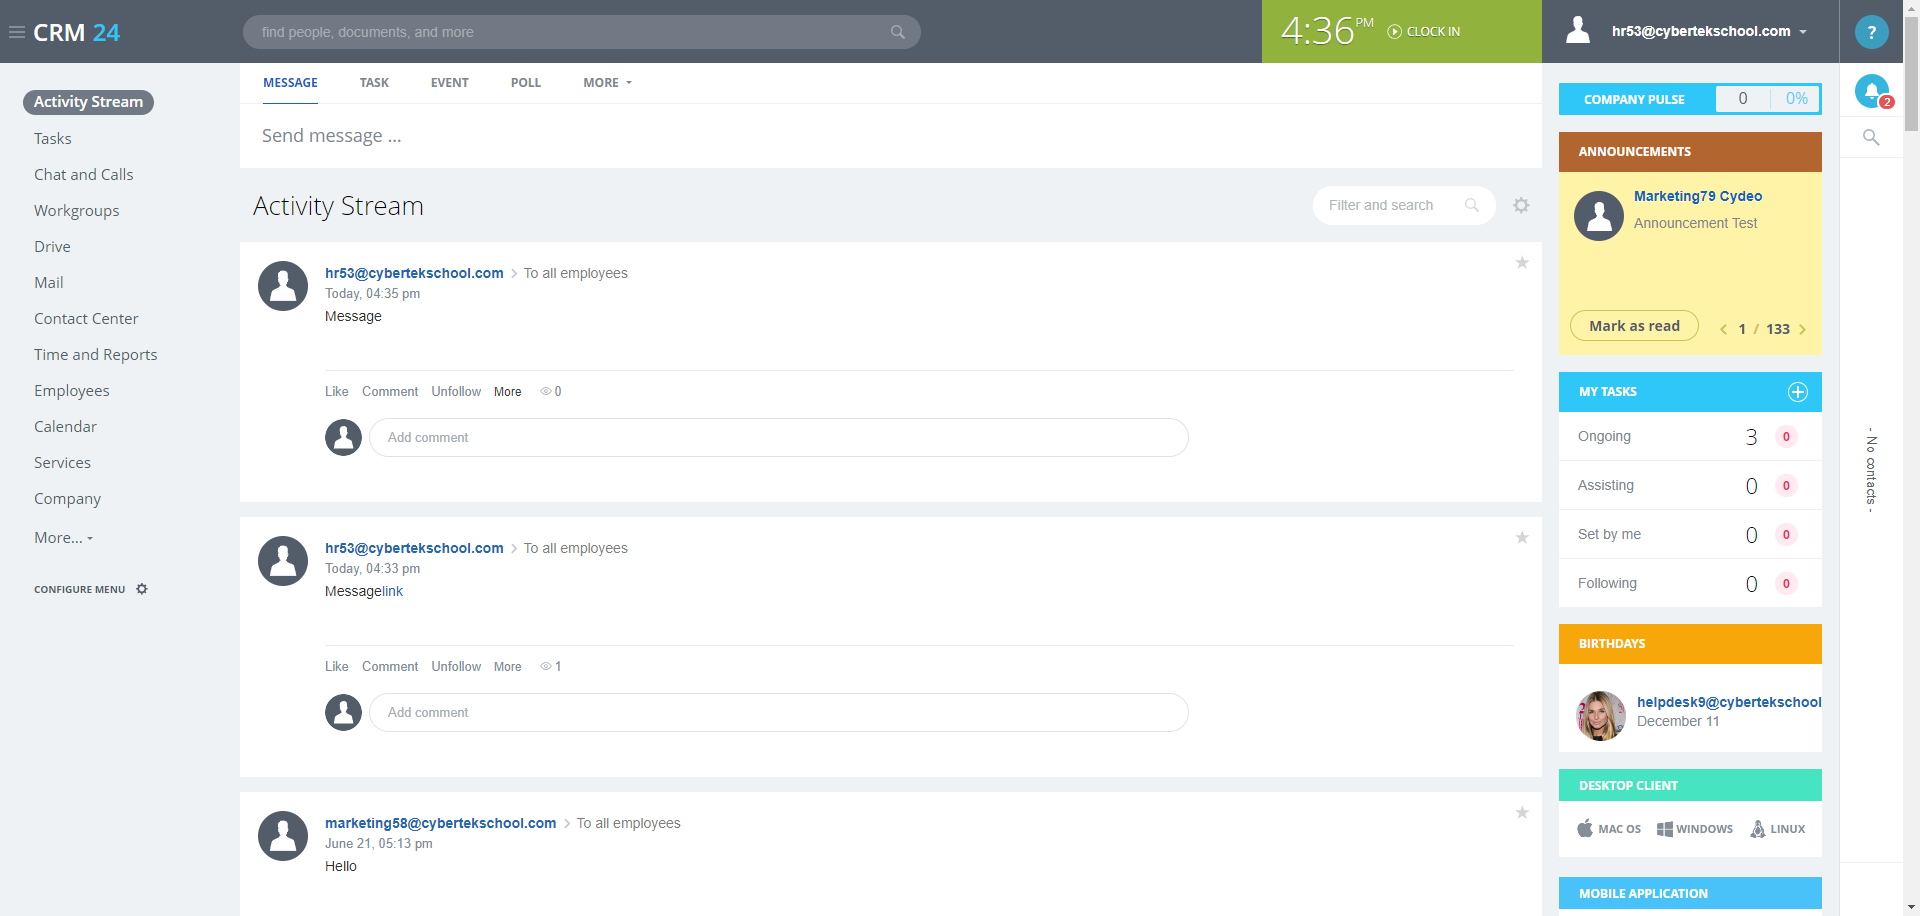 CRM 24
find people, documents, and more
4:36 PM
CLOCK IN
hr53@cybertekschool.com
?
Activity Stream
Tasks
Chat and Calls
Workgroups
Drive
Mail
Contact Center
Time and Reports
Employees
Calendar
Services
Company
More...
CONFIGURE MENU
MESSAGE TASK EVENT POLL MORE
Send message ...
Activity Stream
Filter and search
hr53@cybertekschool.com To all employees
Today, 04:35 pm
Message
Like Comment Unfollow More 0
Add comment
hr53@cybertekschool.com To all employees
Today, 04:33 pm
Messagelink
Like Comment Unfollow More 1
Add comment
marketing58@cybertekschool.com To all employees
June 21, 05:13 pm
Hello
COMPANY PULSE 0 0%
ANNOUNCEMENTS
Marketing79 Cydeo
Announcement Test
Mark as read 1 / 133
MY TASKS
Ongoing 3 0
Assisting 0 0
Set by me 0 0
Following 0 0
BIRTHDAYS
helpdesk9@cybertekschool
December 11
DESKTOP CLIENT
MAC OS WINDOWS LINUX
MOBILE APPLICATION
2
- No contacts -